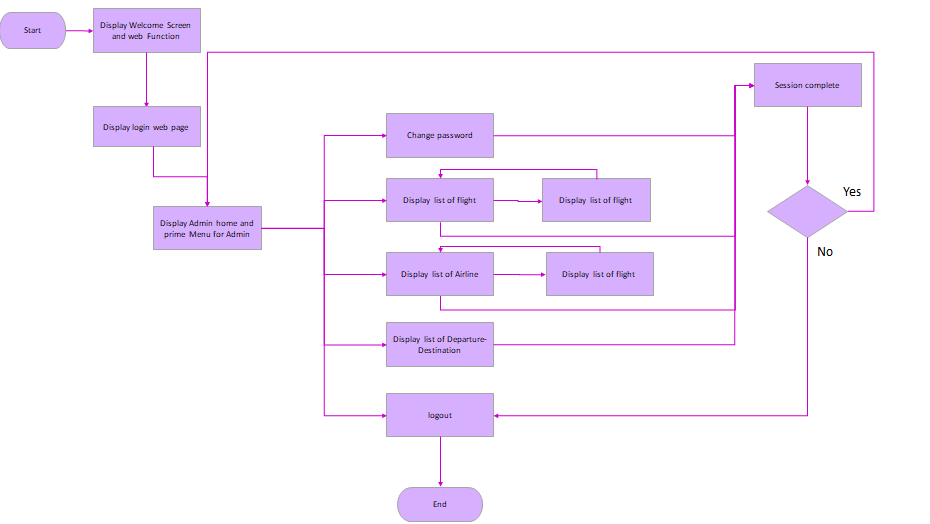 Start
Display Welcome Screen
and web Function
Display login web page
Display Admin home and
prime Menu for Admin
Change password
Display list of flight
Display list of flight
Display list of Airline
Display list of flight
Display list of Departure-
Destination
logout
End
Session complete
Yes
No